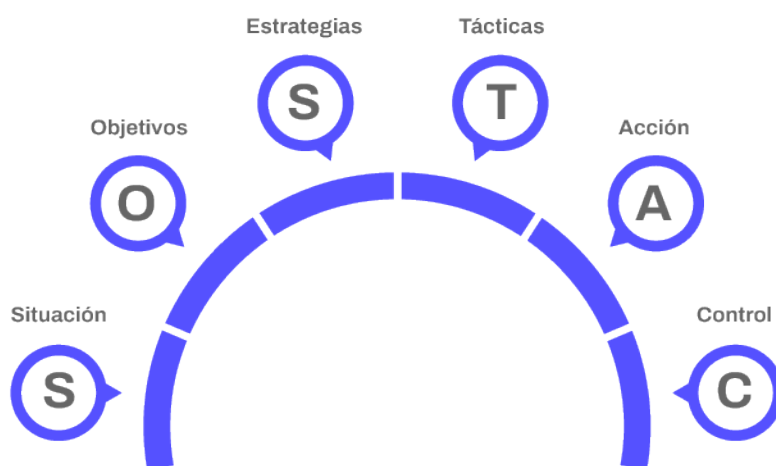 Situación
S
Objetivos
O
Estrategias
S
Tácticas
T
Acción
A
Control
C